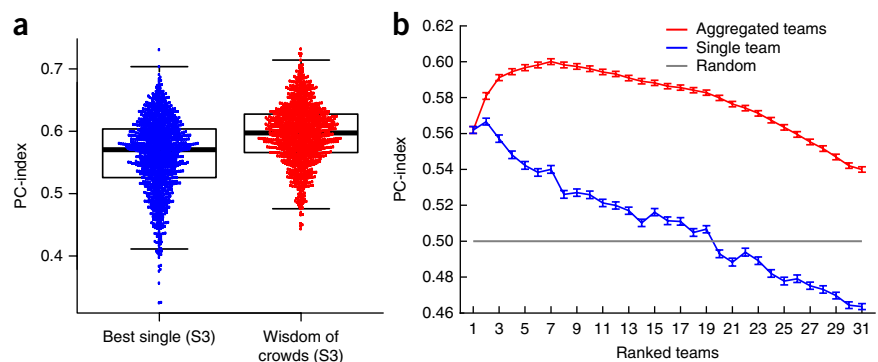 a
PC-index
0.7
0.6
0.5
0.4
Best single (S3)
Wisdom of
crowds (S3)
b
PC-index
0.62
0.60
0.58
0.56
0.54
0.52
0.50
0.48
0.46
Aggregated teams
Single team
Random
1 3 5 7 9 11 13 15 17 19 21 23 25 27 29 31
Ranked teams